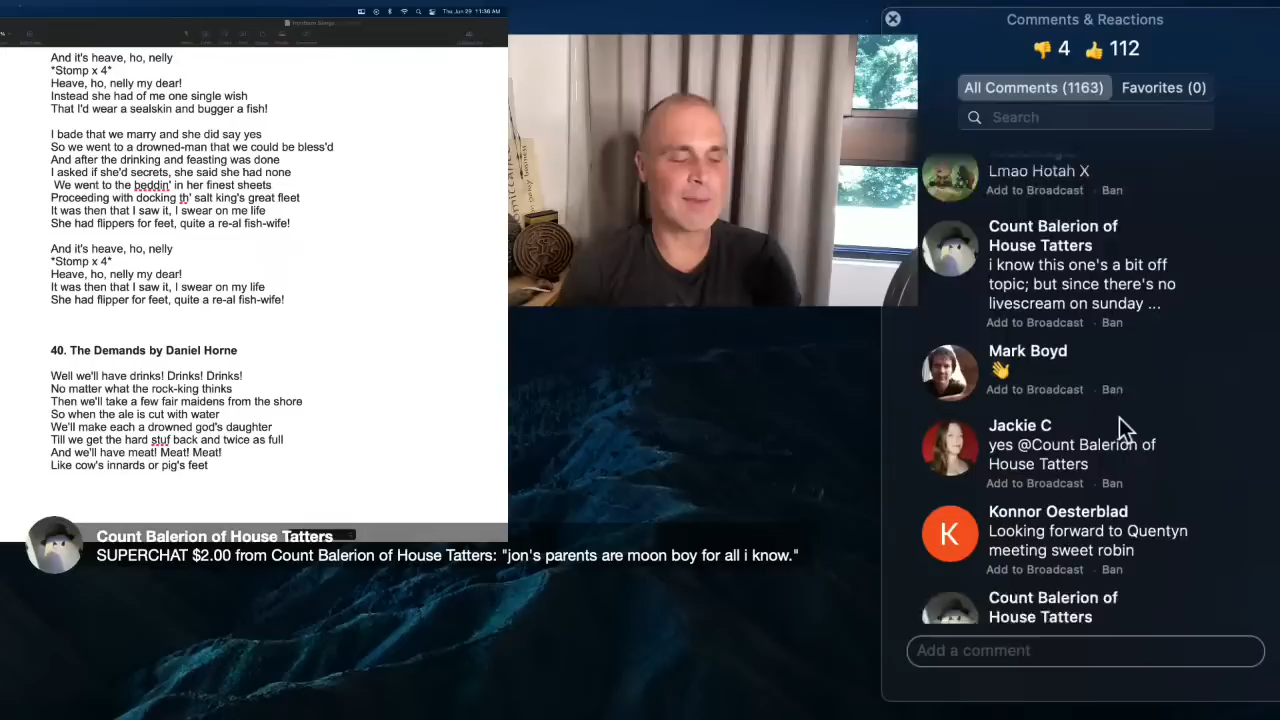 Thu Jun 29 11:36 AM
And it's heave, ho, nelly
*Stomp x 4*
Heave, ho, nelly my dear!
Instead she had of me one single wish
That I'd wear a sealskin and bugger a fish!
I bade that we marry and she did say yes
So we went to a drowned-man that we could be bless'd
And after the drinking and feasting was done
I asked if she'd secrets, she said she had none
We went to the beddin' in her finest sheets
Proceeding with docking th' salt king's great fleet
It was then that I saw it, I swear on me life
She had flippers for feet, quite a re-al fish-wife!
And it's heave, ho, nelly
*Stomp x 4*
Heave, ho, nelly my dear!
It was then that I saw it, I swear on my life
She had flipper for feet, quite a re-al fish-wife!
40. The Demands by Daniel Horne
Well we'll have drinks! Drinks! Drinks!
No matter what the rock-king thinks
Then we'll take a few fair maidens from the shore
So when the ale is cut with water
We'll make each a drowned god's daughter
Till we get the hard stuf back and twice as full
And we'll have meat! Meat! Meat!
Like cow's innards or pig's feet
Count Balerion of House Tatters
SUPERCHAT $2.00 from Count Balerion of House Tatters: "jon's parents are moon boy for all i know."
Comments & Reactions
👎 4 👍 112
All Comments (1163) Favorites (0)
Search
Lmao Hotah X
Add to Broadcast · Ban
Count Balerion of
House Tatters
i know this one's a bit off
topic; but since there's no
livescream on sunday ...
Add to Broadcast · Ban
Mark Boyd
👋
Add to Broadcast · Ban
Jackie C
yes @Count Balerion of
House Tatters
Add to Broadcast · Ban
K
Konnor Oesterblad
Looking forward to Quentyn
meeting sweet robin
Add to Broadcast · Ban
Count Balerion of
House Tatters
Add a comment